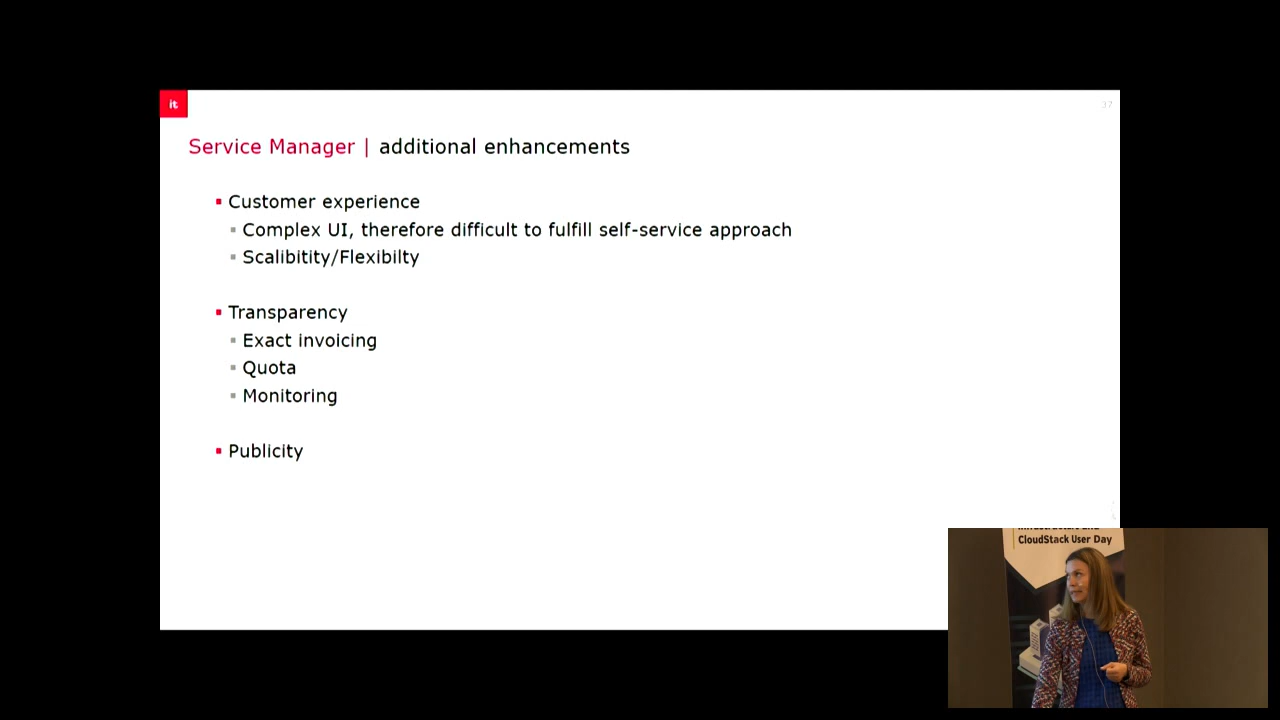 it
27
Service Manager | additional enhancements
Customer experience
Complex UI, therefore difficult to fulfill self-service approach
Scalibitity/Flexibilty
Transparency
Exact invoicing
Quota
Monitoring
Publicity
CloudStack User Day